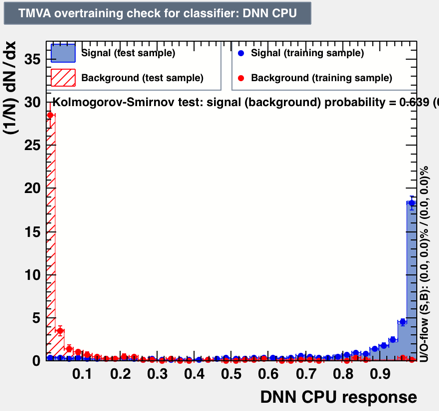 TMVA overtraining check for classifier: DNN CPU
Signal (test sample)
Background (test sample)
Signal (training sample)
Background (training sample)
Kolmogorov-Smirnov test: signal (background) probability = 0.639 (
(1/N) dN/dx
35
30
25
20
15
10
5
0
0.1 0.2 0.3 0.4 0.5 0.6 0.7 0.8 0.9
DNN CPU response
U/O-flow (S,B): (0.0, 0.0)% / (0.0, 0.0)%